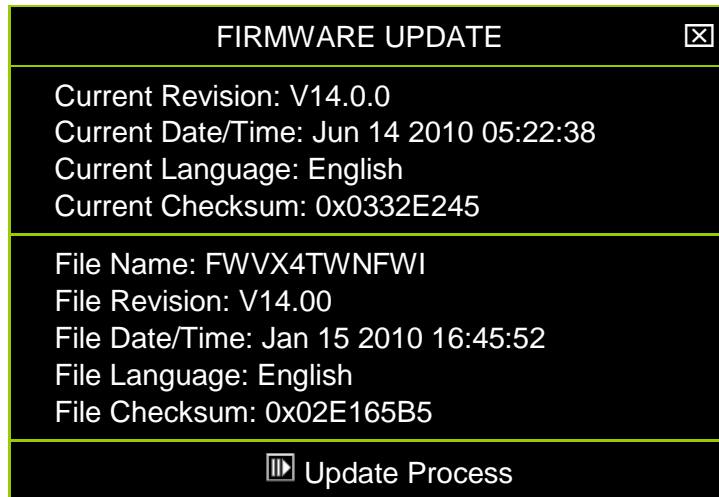 FIRMWARE UPDATE
Current Revision: V14.0.0
Current Date/Time: Jun 14 2010 05:22:38
Current Language: English
Current Checksum: 0x0332E245
File Name: FWVX4TWNFWI
File Revision: V14.00
File Date/Time: Jan 15 2010 16:45:52
File Language: English
File Checksum: 0x02E165B5
Update Process